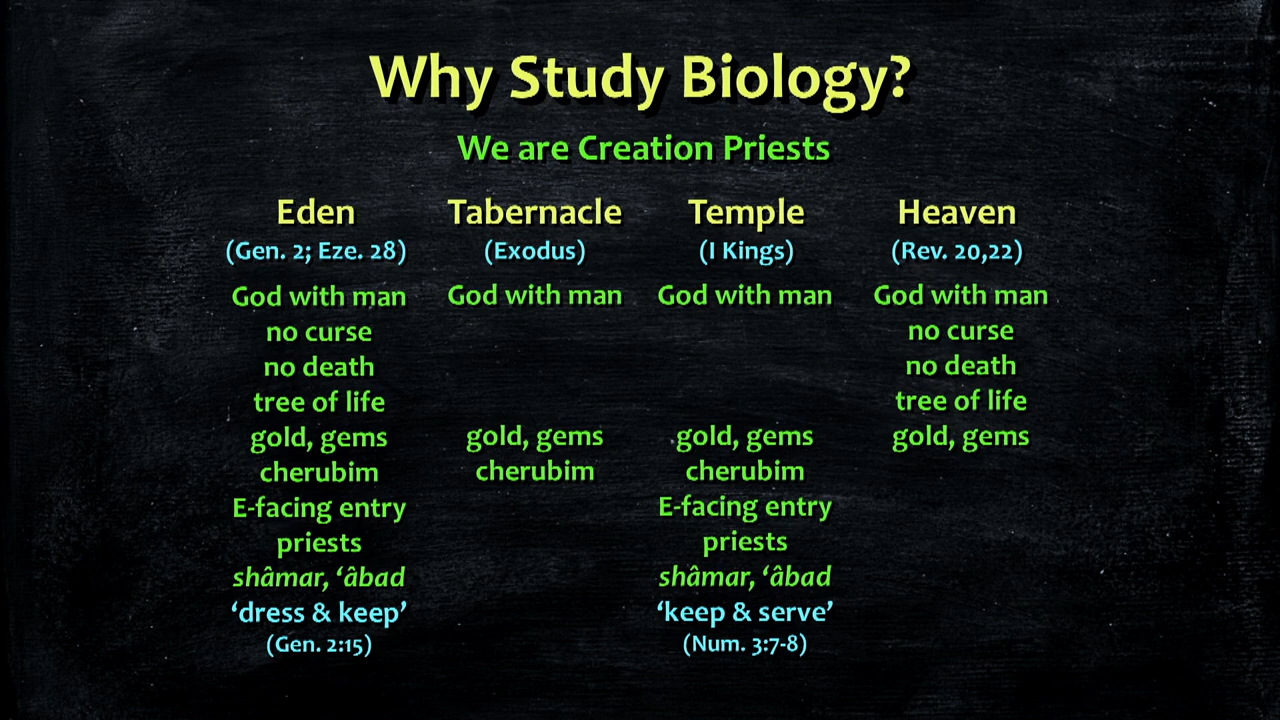 Why Study Biology?
We are Creation Priests
Eden
(Gen. 2; Eze. 28)
God with man
no curse
no death
tree of life
gold, gems
cherubim
E-facing entry
priests
shâmar, ‘âbad
‘dress & keep’
(Gen. 2:15)
Tabernacle
(Exodus)
God with man
gold, gems
cherubim
Temple
(I Kings)
God with man
gold, gems
cherubim
E-facing entry
priests
shâmar, ‘âbad
‘keep & serve’
(Num. 3:7-8)
Heaven
(Rev. 20,22)
God with man
no curse
no death
tree of life
gold, gems